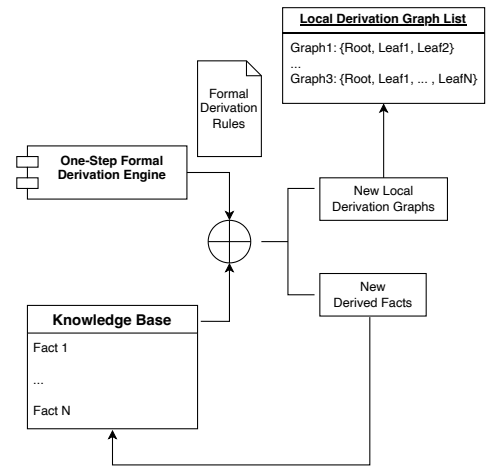 Local Derivation Graph List
Graph1: {Root, Leaf1, Leaf2}
...
Graph3: {Root, Leaf1, ... , LeafN}
Formal
Derivation
Rules
One-Step Formal
Derivation Engine
New Local
Derivation Graphs
New
Derived Facts
Knowledge Base
Fact 1
...
Fact N